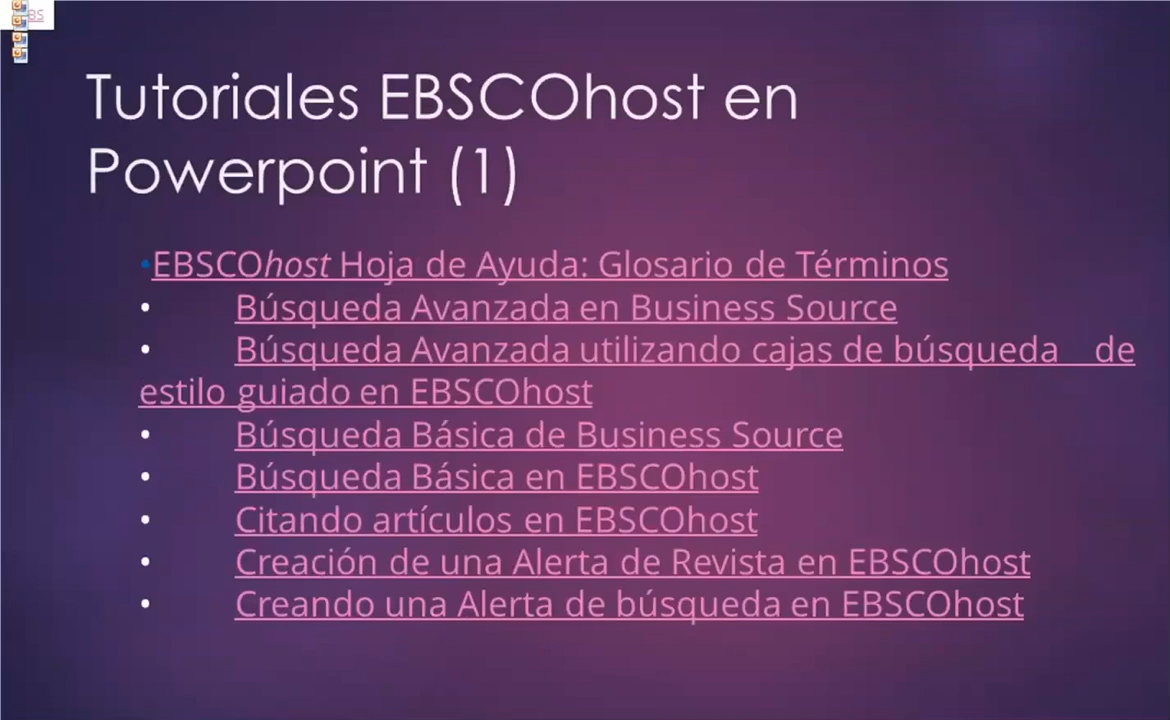 BS
Tutoriales EBSCOhost en
Powerpoint (1)
•EBSCOhost Hoja de Ayuda: Glosario de Términos
• Búsqueda Avanzada en Business Source
• Búsqueda Avanzada utilizando cajas de búsqueda de
estilo guiado en EBSCOhost
• Búsqueda Básica de Business Source
• Búsqueda Básica en EBSCOhost
• Citando artículos en EBSCOhost
• Creación de una Alerta de Revista en EBSCOhost
• Creando una Alerta de búsqueda en EBSCOhost